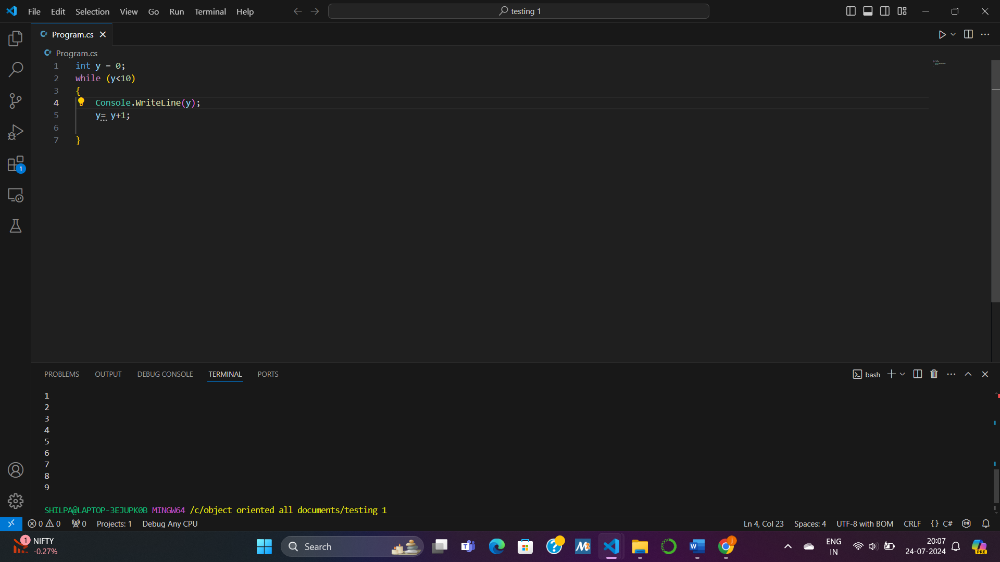 File Edit Selection View Go Run Terminal Help testing 1
Program.cs
Program.cs
1 int y = 0;
2 while (y<10)
3 {
4 Console.WriteLine(y);
5 y= y+1;
6
7 }
1
PROBLEMS OUTPUT DEBUG CONSOLE TERMINAL PORTS bash
1
2
3
4
5
6
7
8
9
SHILPA@LAPTOP-3EJUPK0B MINGW64 /c/object oriented all documents/testing 1
0 0 0 Projects: 1 Debug Any CPU Ln 4, Col 23 Spaces: 4 UTF-8 with BOM CRLF {} C#
1 NIFTY
-0.27%
Search
ENG
IN
20:07
24-07-2024
PRE